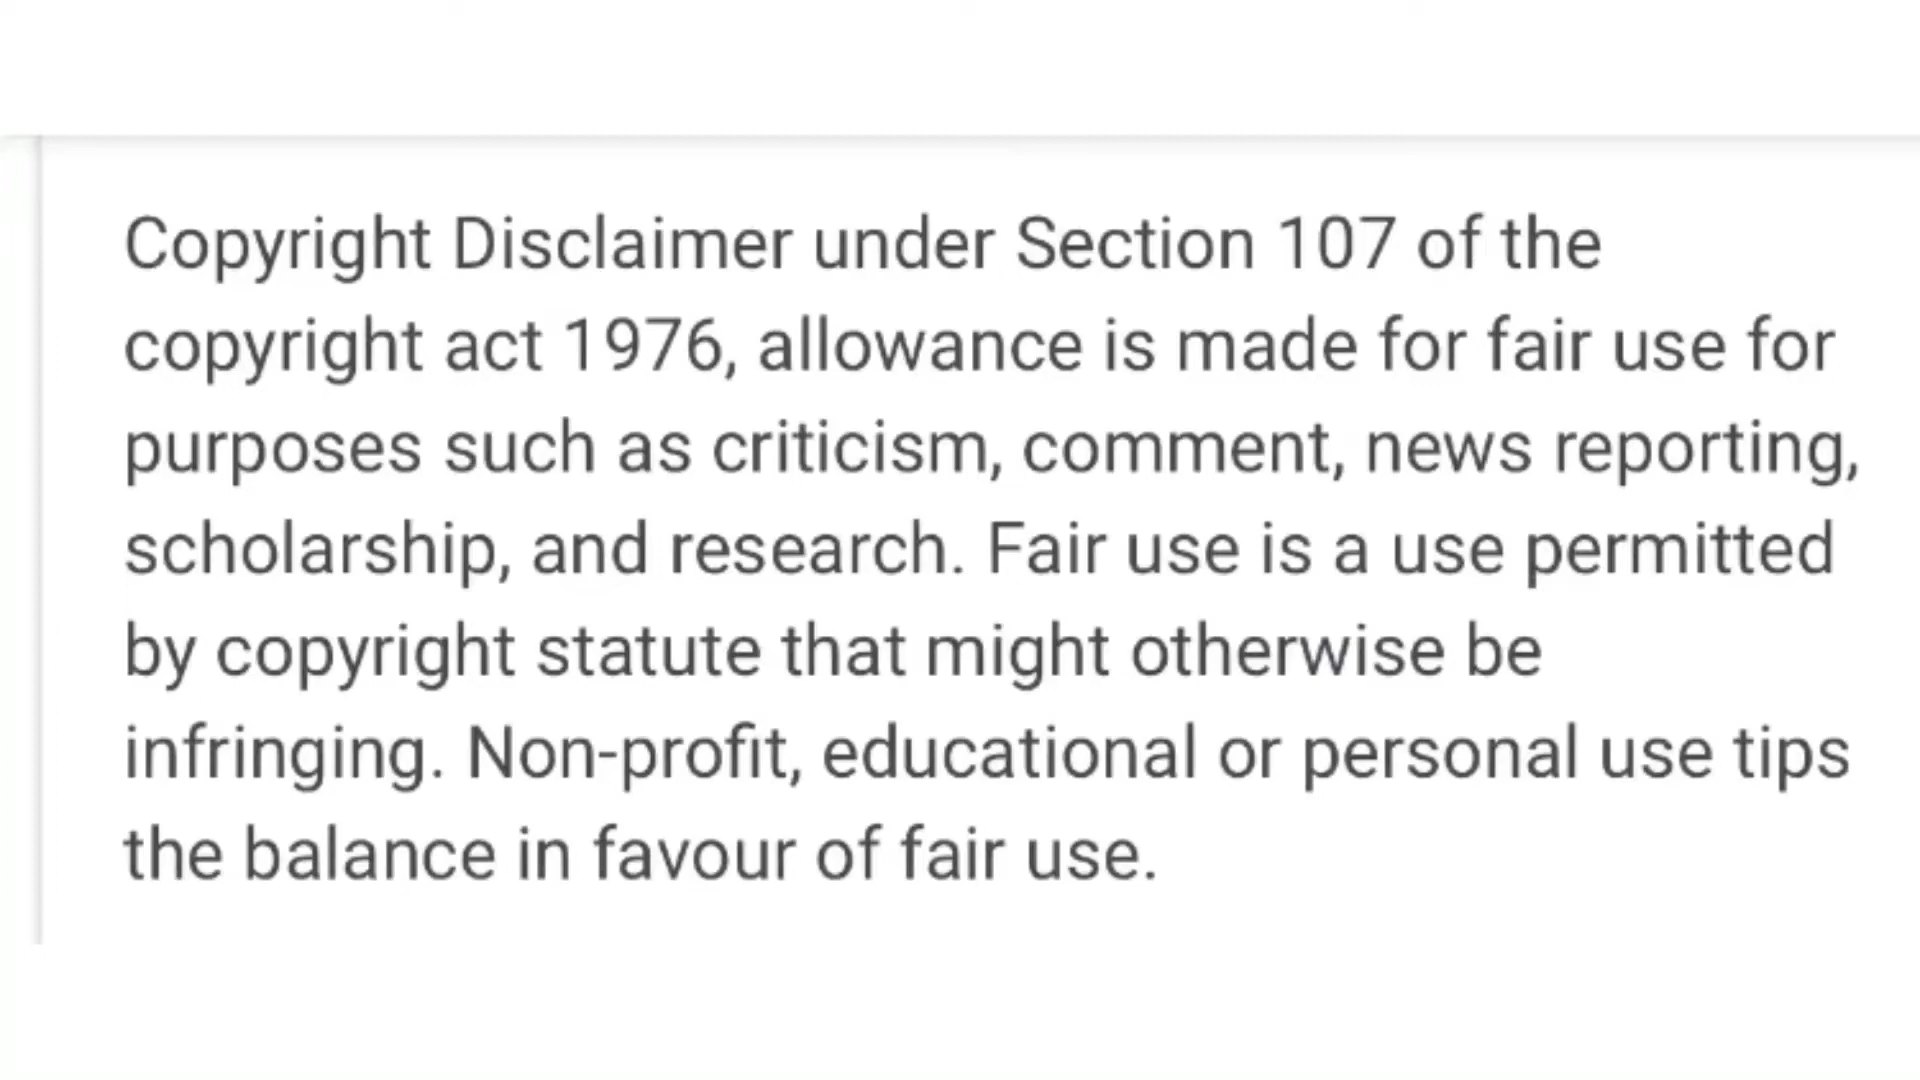 Copyright Disclaimer under Section 107 of the
copyright act 1976, allowance is made for fair use for
purposes such as criticism, comment, news reporting,
scholarship, and research. Fair use is a use permitted
by copyright statute that might otherwise be
infringing. Non-profit, educational or personal use tips
the balance in favour of fair use.